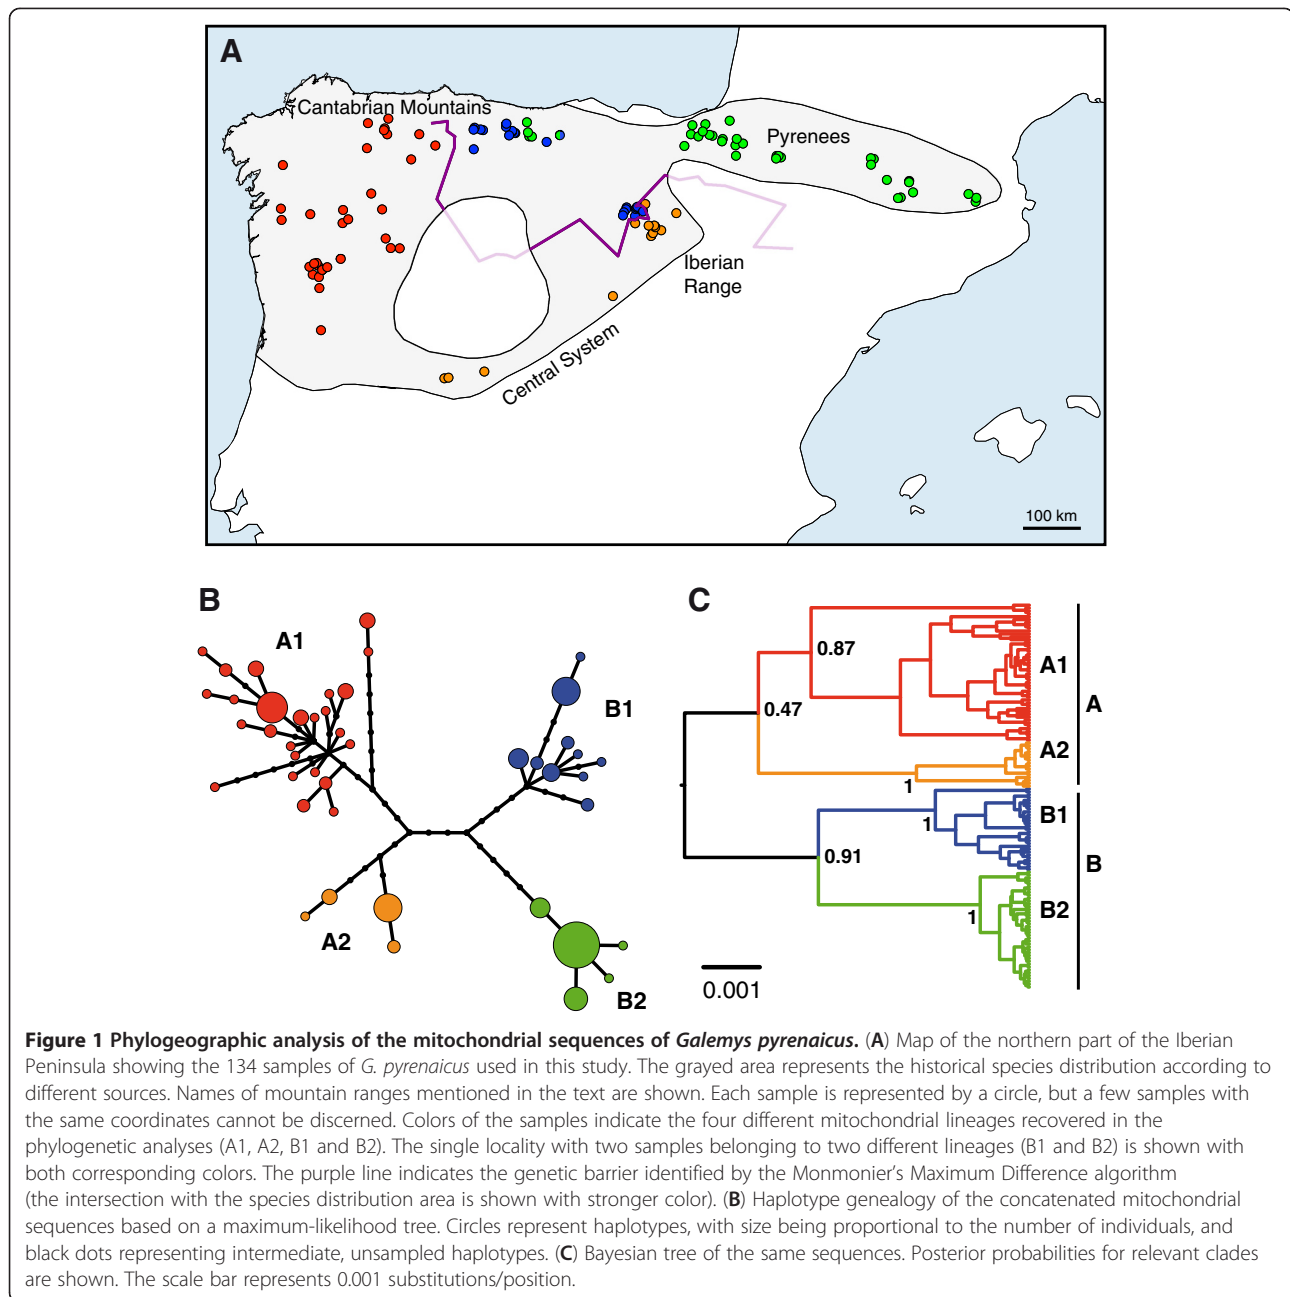 A
Cantabrian Mountains
Pyrenees
Iberian
Range
Central System
100 km
B
A1
B1
A2
B2
C
0.87
0.47
1
1
0.91
1
A1
A
A2
B1
B
B2
0.001
Figure 1 Phylogeographic analysis of the mitochondrial sequences of Galemys pyrenaicus. (A) Map of the northern part of the Iberian
Peninsula showing the 134 samples of G. pyrenaicus used in this study. The grayed area represents the historical species distribution according to
different sources. Names of mountain ranges mentioned in the text are shown. Each sample is represented by a circle, but a few samples with
the same coordinates cannot be discerned. Colors of the samples indicate the four different mitochondrial lineages recovered in the
phylogenetic analyses (A1, A2, B1 and B2). The single locality with two samples belonging to two different lineages (B1 and B2) is shown with
both corresponding colors. The purple line indicates the genetic barrier identified by the Monmonier's Maximum Difference algorithm
(the intersection with the species distribution area is shown with stronger color). (B) Haplotype genealogy of the concatenated mitochondrial
sequences based on a maximum-likelihood tree. Circles represent haplotypes, with size being proportional to the number of individuals, and
black dots representing intermediate, unsampled haplotypes. (C) Bayesian tree of the same sequences. Posterior probabilities for relevant clades
are shown. The scale bar represents 0.001 substitutions/position.